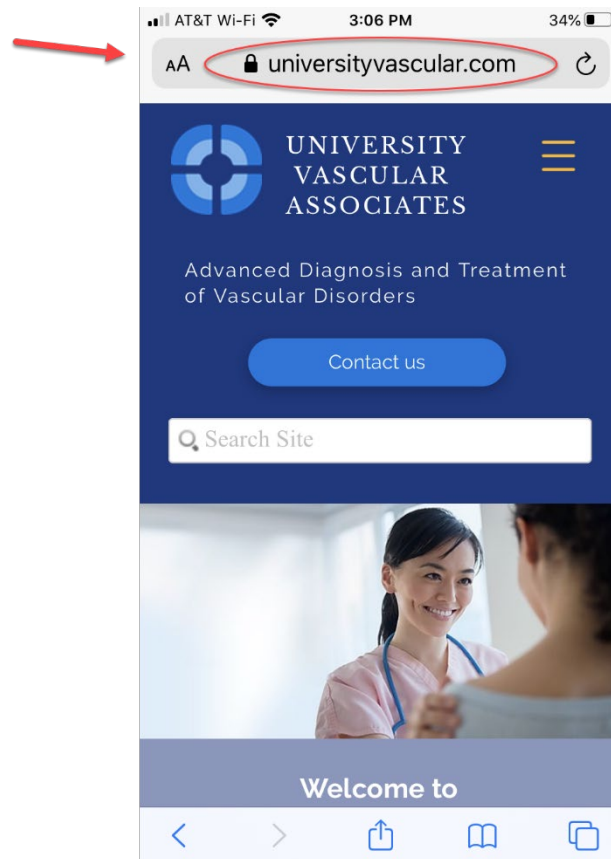 AT&T Wi-Fi 3:06 PM 34%
AA universityvascular.com
UNIVERSITY
VASCULAR
ASSOCIATES
Advanced Diagnosis and Treatment
of Vascular Disorders
Contact us
Search Site
Welcome to